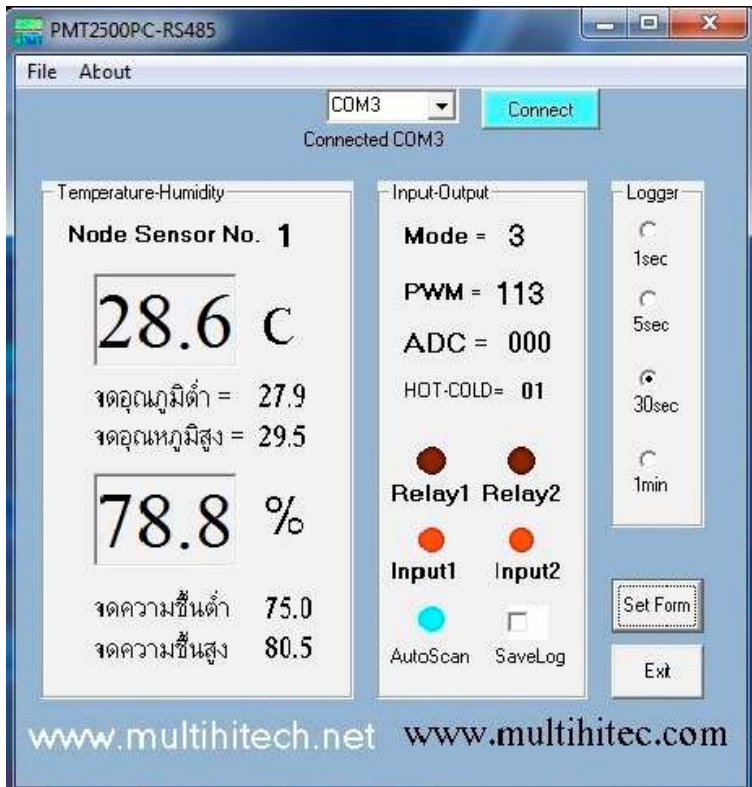 PMT2500PC-RS485
File About
COM3
Connect
Connected COM3
Temperature-Humidity
Node Sensor No. 1
28.6 C
จดอุณภูมิต่ำ = 27.9
จดอุณหภูมิสูง = 29.5
78.8 %
จดความชื้นต่ำ 75.0
จดความชื้นสูง 80.5
Input-Output
Mode = 3
PWM = 113
ADC = 000
HOT-COLD= 01
Relay1 Relay2
Input1 Input2
AutoScan SaveLog
Logger
1sec
5sec
30sec
1min
Set Form
Exit
www.multihitech.net www.multihitec.com